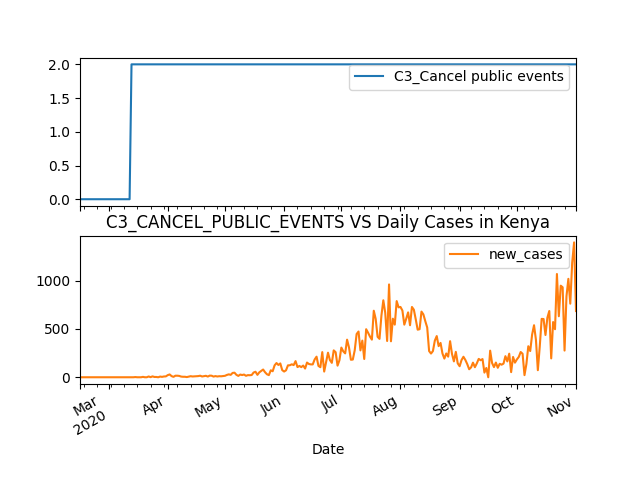 2.0
1.5
1.0
0.5
0.0
C3_Cancel public events
C3_CANCEL_PUBLIC_EVENTS VS Daily Cases in Kenya
1000
500
0
new_cases
Mar
2020
Apr
May
Jun
Jul
Aug
Sep
Oct
Nov
Date